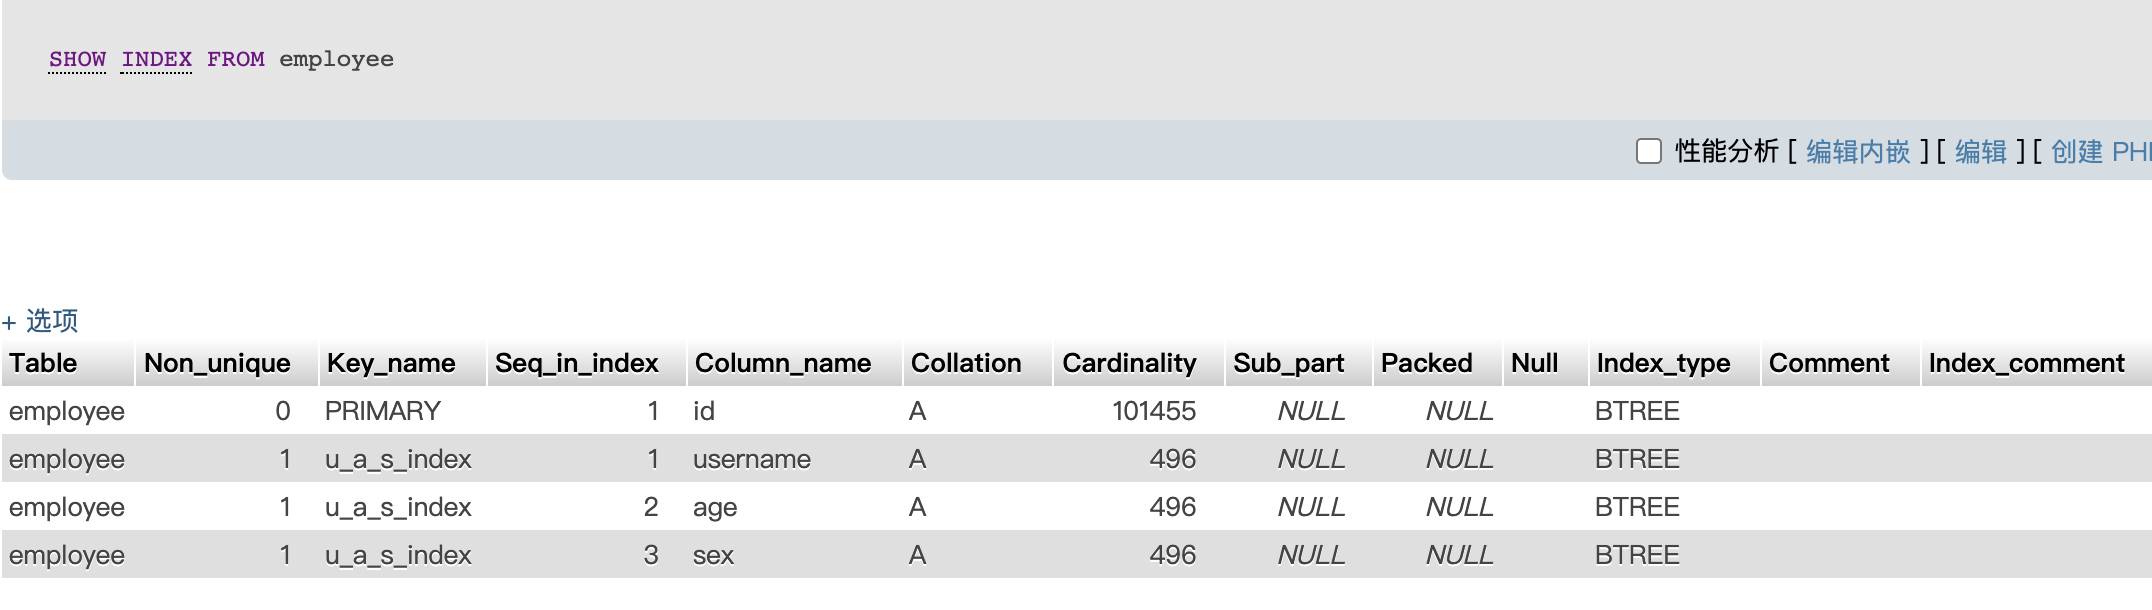 SHOW INDEX FROM employee
性能分析 [ 编辑内嵌 ] [ 编辑 ] [ 创建
+ 选项
Table Non_unique Key_name Seq_in_index Column_name Collation Cardinality Sub_part Packed Null Index_type Comment Index_comment
employee 0 PRIMARY 1 id A 101455 NULL NULL BTREE
employee 1 u_a_s_index 1 username A 496 NULL NULL BTREE
employee 1 u_a_s_index 2 age A 496 NULL NULL BTREE
employee 1 u_a_s_index 3 sex A 496 NULL NULL BTREE